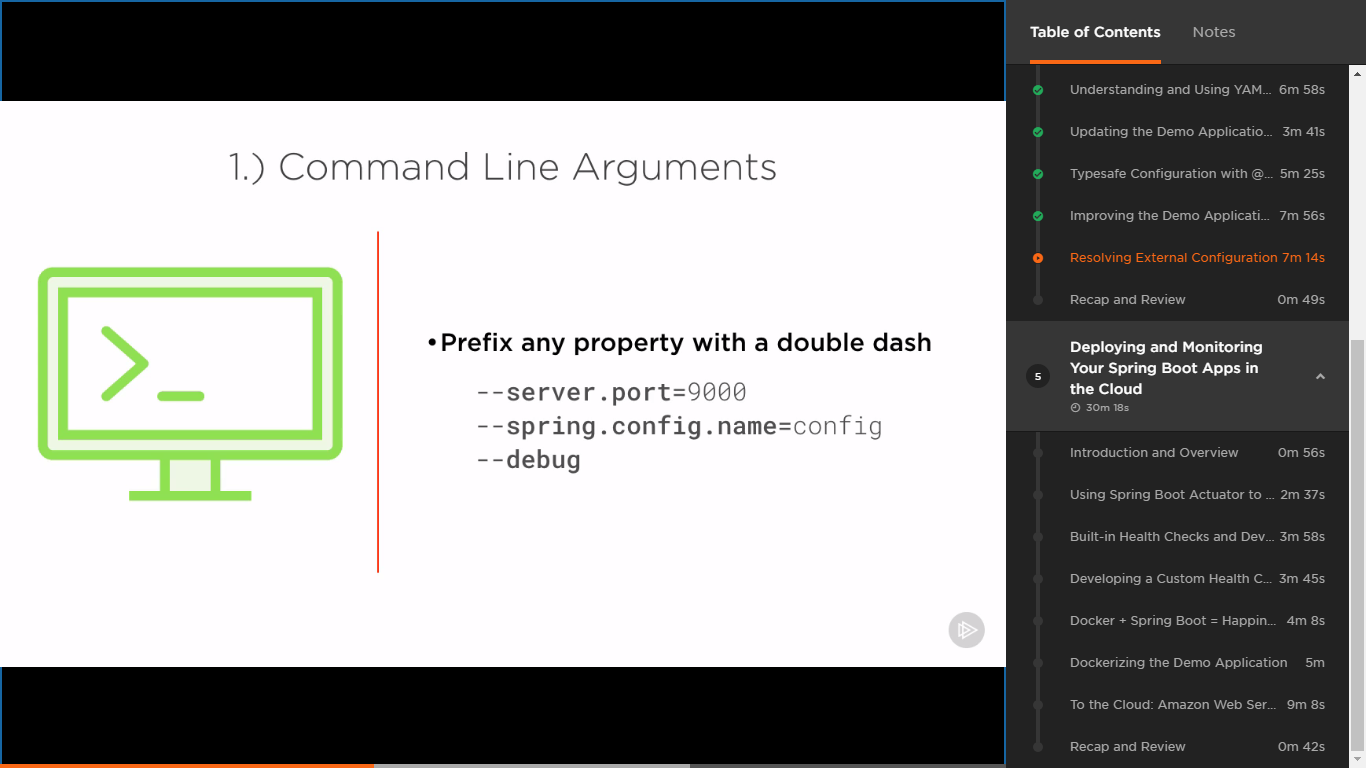 1.) Command Line Arguments
•Prefix any property with a double dash
--server.port=9000
--spring.config.name=config
--debug
Table of Contents
Notes
Understanding and Using YAM... 6m 58s
Updating the Demo Applicatio... 3m 41s
Typesafe Configuration with @... 5m 25s
Improving the Demo Applicati... 7m 56s
Resolving External Configuration 7m 14s
Recap and Review 0m 49s
5
Deploying and Monitoring
Your Spring Boot Apps in
the Cloud
30m 18s
Introduction and Overview 0m 56s
Using Spring Boot Actuator to ... 2m 37s
Built-in Health Checks and Dev... 3m 58s
Developing a Custom Health C... 3m 45s
Docker + Spring Boot = Happin... 4m 8s
Dockerizing the Demo Application 5m
To the Cloud: Amazon Web Ser... 9m 8s
Recap and Review 0m 42s